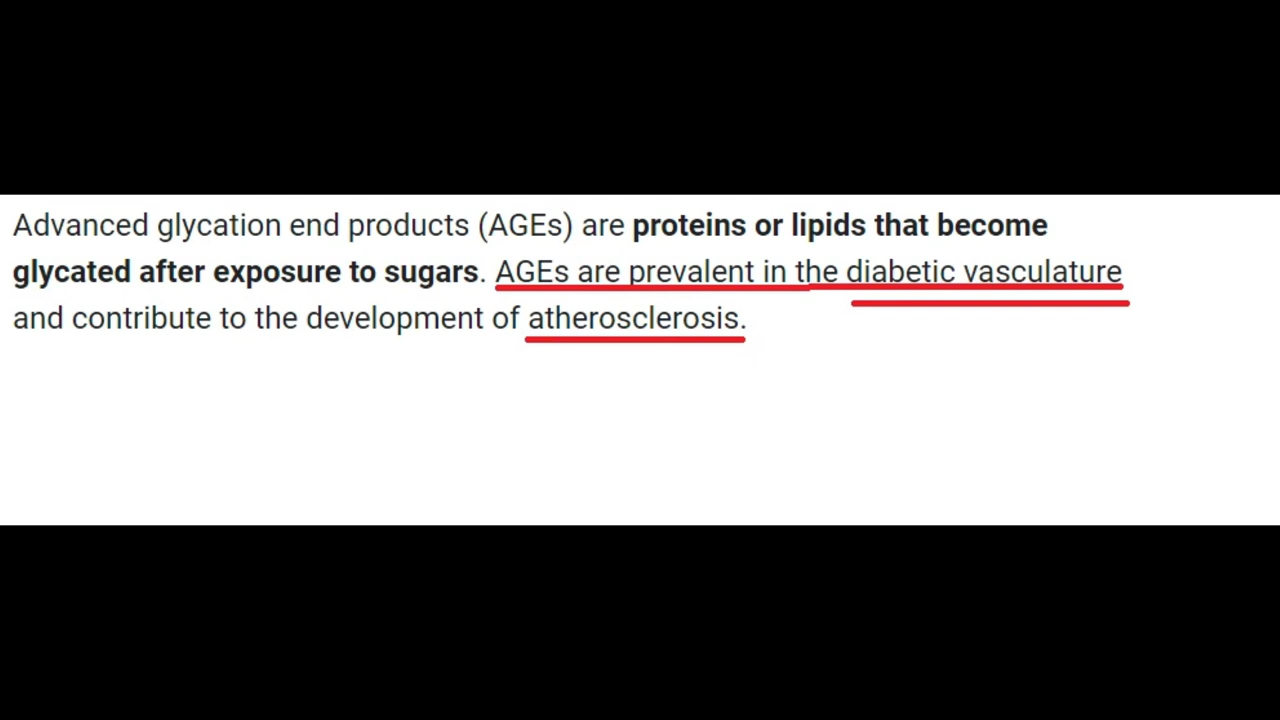 Advanced glycation end products (AGEs) are proteins or lipids that become
glycated after exposure to sugars. AGEs are prevalent in the diabetic vasculature
and contribute to the development of atherosclerosis.